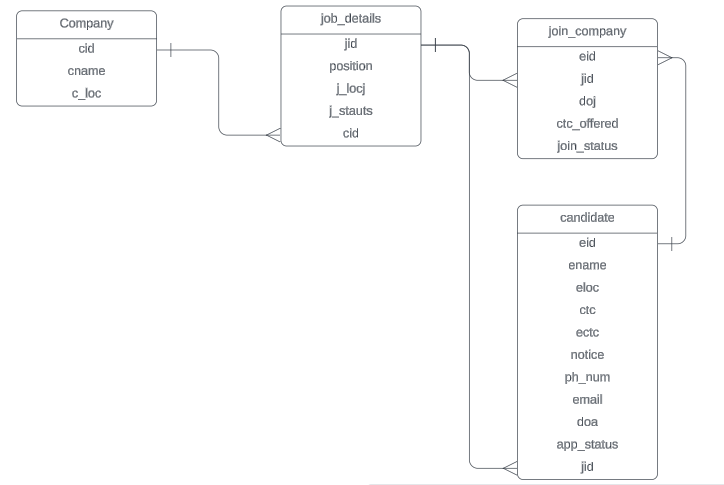 Company
cid
cname
c_loc
job_details
jid
position
j_locj
j_stauts
cid
join_company
eid
jid
doj
ctc_offered
join_status
candidate
eid
ename
eloc
ctc
ectc
notice
ph_num
email
doa
app_status
jid